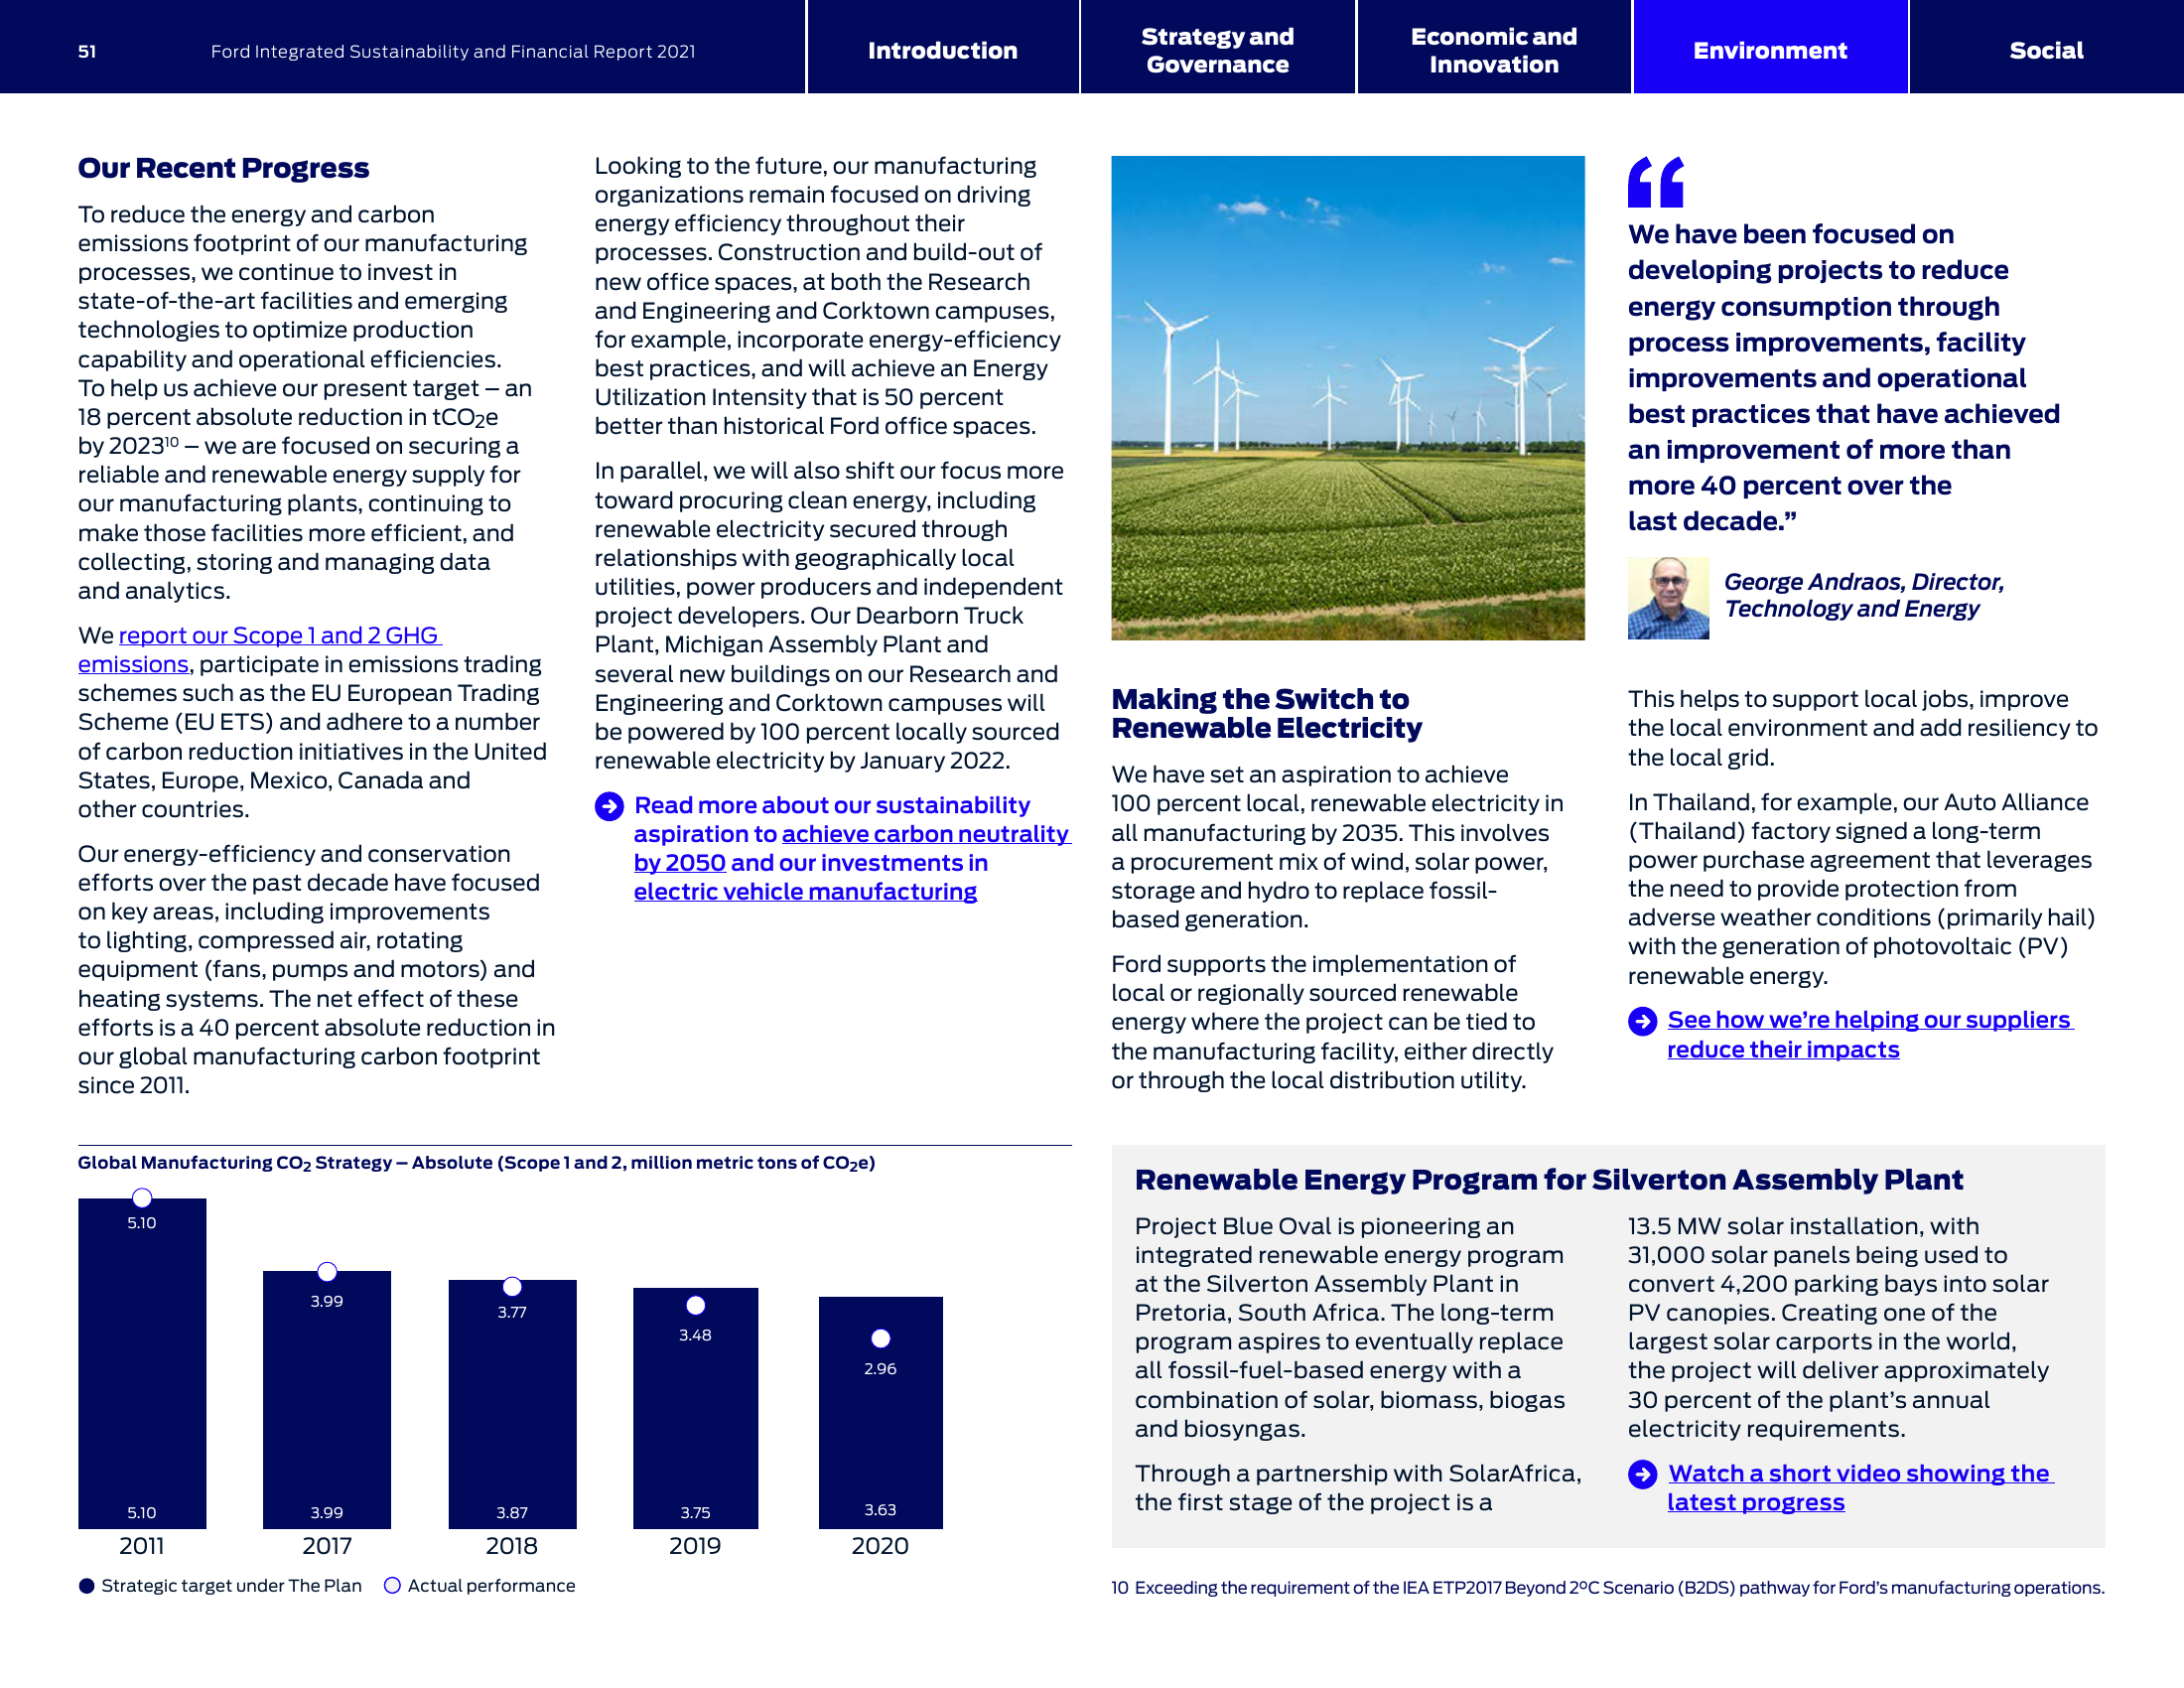 51
Ford Integrated Sustainability and Financial Report 2021
Introduction
Strategy and
Governance
Economic and
Innovation
Environment
Social
Our Recent Progress
To reduce the energy and carbon
emissions footprint of our manufacturing
processes, we continue to invest in
state-of-the-art facilities and emerging
technologies to optimize production
capability and operational efficiencies.
To help us achieve our present target – an
18 percent absolute reduction in tCO₂e
by 2023¹⁰ – we are focused on securing a
reliable and renewable energy supply for
our manufacturing plants, continuing to
make those facilities more efficient, and
collecting, storing and managing data
and analytics.
We report our Scope 1 and 2 GHG
emissions, participate in emissions trading
schemes such as the EU European Trading
Scheme (EU ETS) and adhere to a number
of carbon reduction initiatives in the United
States, Europe, Mexico, Canada and
other countries.
Our energy-efficiency and conservation
efforts over the past decade have focused
on key areas, including improvements
to lighting, compressed air, rotating
equipment (fans, pumps and motors) and
heating systems. The net effect of these
efforts is a 40 percent absolute reduction in
our global manufacturing carbon footprint
since 2011.
Looking to the future, our manufacturing
organizations remain focused on driving
energy efficiency throughout their
processes. Construction and build-out of
new office spaces, at both the Research
and Engineering and Corktown campuses,
for example, incorporate energy-efficiency
best practices, and will achieve an Energy
Utilization Intensity that is 50 percent
better than historical Ford office spaces.
In parallel, we will also shift our focus more
toward procuring clean energy, including
renewable electricity secured through
relationships with geographically local
utilities, power producers and independent
project developers. Our Dearborn Truck
Plant, Michigan Assembly Plant and
several new buildings on our Research and
Engineering and Corktown campuses will
be powered by 100 percent locally sourced
renewable electricity by January 2022.
Read more about our sustainability
aspiration to achieve carbon neutrality
by 2050 and our investments in
electric vehicle manufacturing
“
We have been focused on
developing projects to reduce
energy consumption through
process improvements, facility
improvements and operational
best practices that have achieved
an improvement of more than
more 40 percent over the
last decade.”
George Andraos, Director,
Technology and Energy
Making the Switch to
Renewable Electricity
We have set an aspiration to achieve
100 percent local, renewable electricity in
all manufacturing by 2035. This involves
a procurement mix of wind, solar power,
storage and hydro to replace fossil-
based generation.
Ford supports the implementation of
local or regionally sourced renewable
energy where the project can be tied to
the manufacturing facility, either directly
or through the local distribution utility.
This helps to support local jobs, improve
the local environment and add resiliency to
the local grid.
In Thailand, for example, our Auto Alliance
(Thailand) factory signed a long-term
power purchase agreement that leverages
the need to provide protection from
adverse weather conditions (primarily hail)
with the generation of photovoltaic (PV)
renewable energy.
See how we’re helping our suppliers
reduce their impacts
Global Manufacturing CO₂ Strategy – Absolute (Scope 1 and 2, million metric tons of CO₂e)
5.10
3.99
3.77
3.48
2.96
5.10
3.99
3.87
3.75
3.63
2011
2017
2018
2019
2020
Strategic target under The Plan
Actual performance
Renewable Energy Program for Silverton Assembly Plant
Project Blue Oval is pioneering an
integrated renewable energy program
at the Silverton Assembly Plant in
Pretoria, South Africa. The long-term
program aspires to eventually replace
all fossil-fuel-based energy with a
combination of solar, biomass, biogas
and biosyngas.
Through a partnership with SolarAfrica,
the first stage of the project is a
13.5 MW solar installation, with
31,000 solar panels being used to
convert 4,200 parking bays into solar
PV canopies. Creating one of the
largest solar carports in the world,
the project will deliver approximately
30 percent of the plant’s annual
electricity requirements.
Watch a short video showing the
latest progress
10 Exceeding the requirement of the IEA ETP2017 Beyond 2ºC Scenario (B2DS) pathway for Ford’s manufacturing operations.